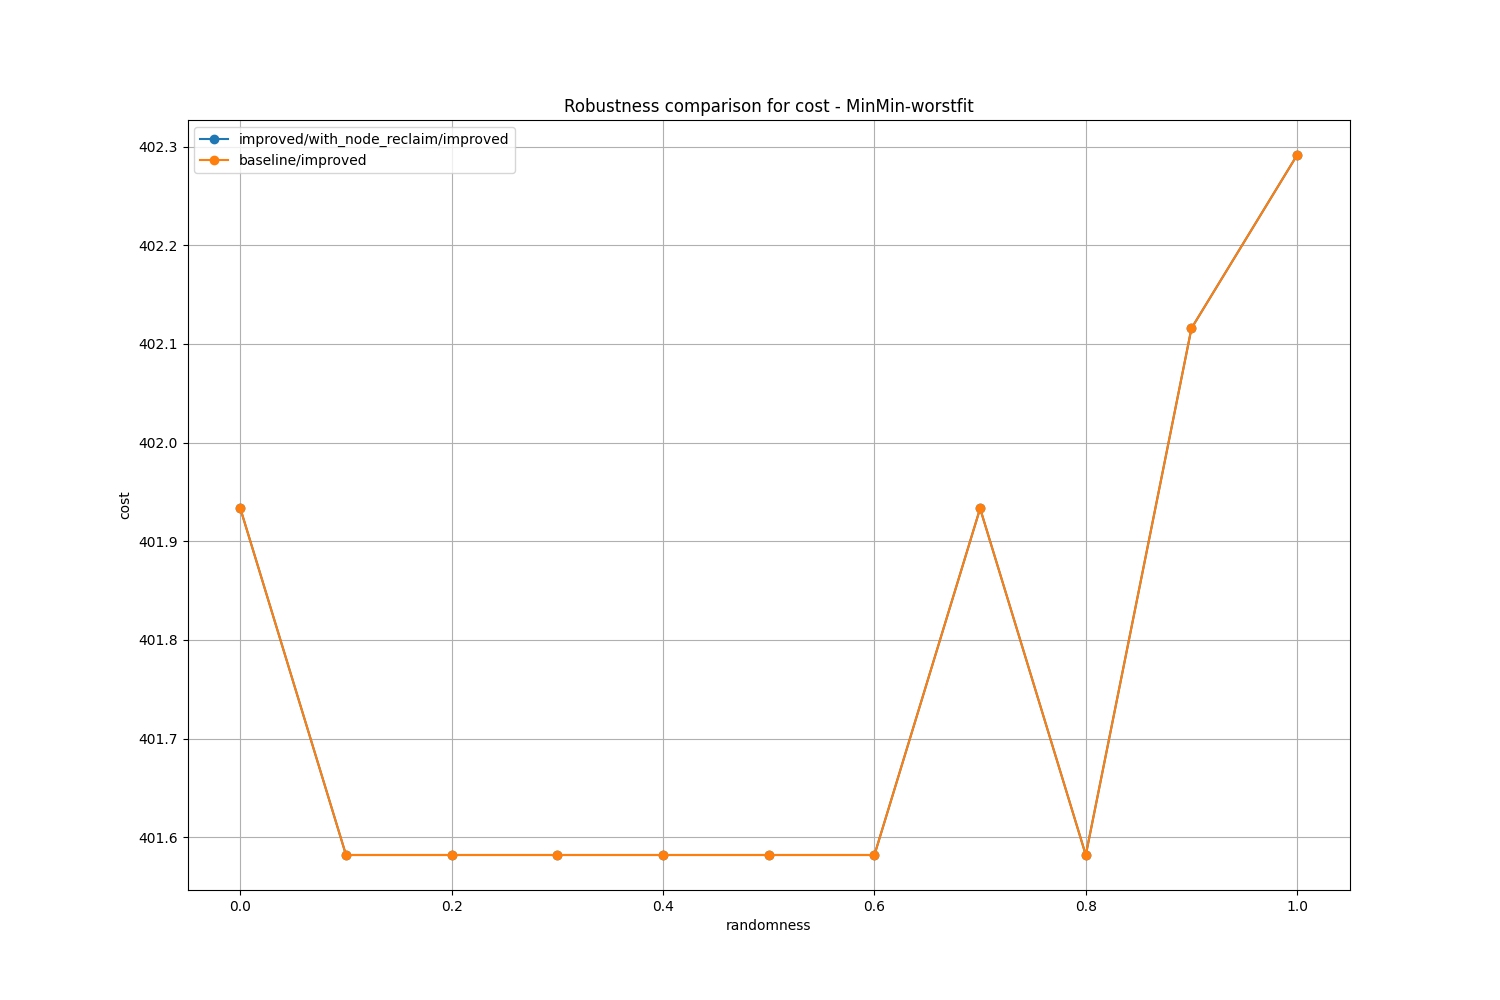 Robustness comparison for cost - MinMin-worstfit
improved/with_node_reclaim/improved
baseline/improved
402.3
402.2
402.1
402.0
401.9
401.8
401.7
401.6
cost
0.0 0.2 0.4 0.6 0.8 1.0
randomness